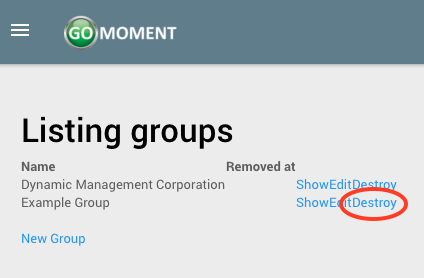 GO MOMENT
Listing groups
Name Removed at
Dynamic Management Corporation ShowEditDestroy
Example Group ShowEditDestroy
New Group